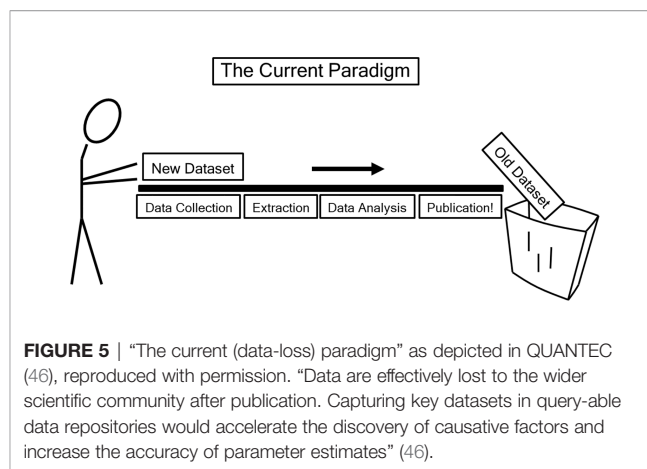 The Current Paradigm
New Dataset
Old Dataset
Data Collection
Extraction
Data Analysis
Publication!
FIGURE 5 | “The current (data-loss) paradigm” as depicted in QUANTEC
(46), reproduced with permission. “Data are effectively lost to the wider
scientific community after publication. Capturing key datasets in query-able
data repositories would accelerate the discovery of causative factors and
increase the accuracy of parameter estimates” (46).